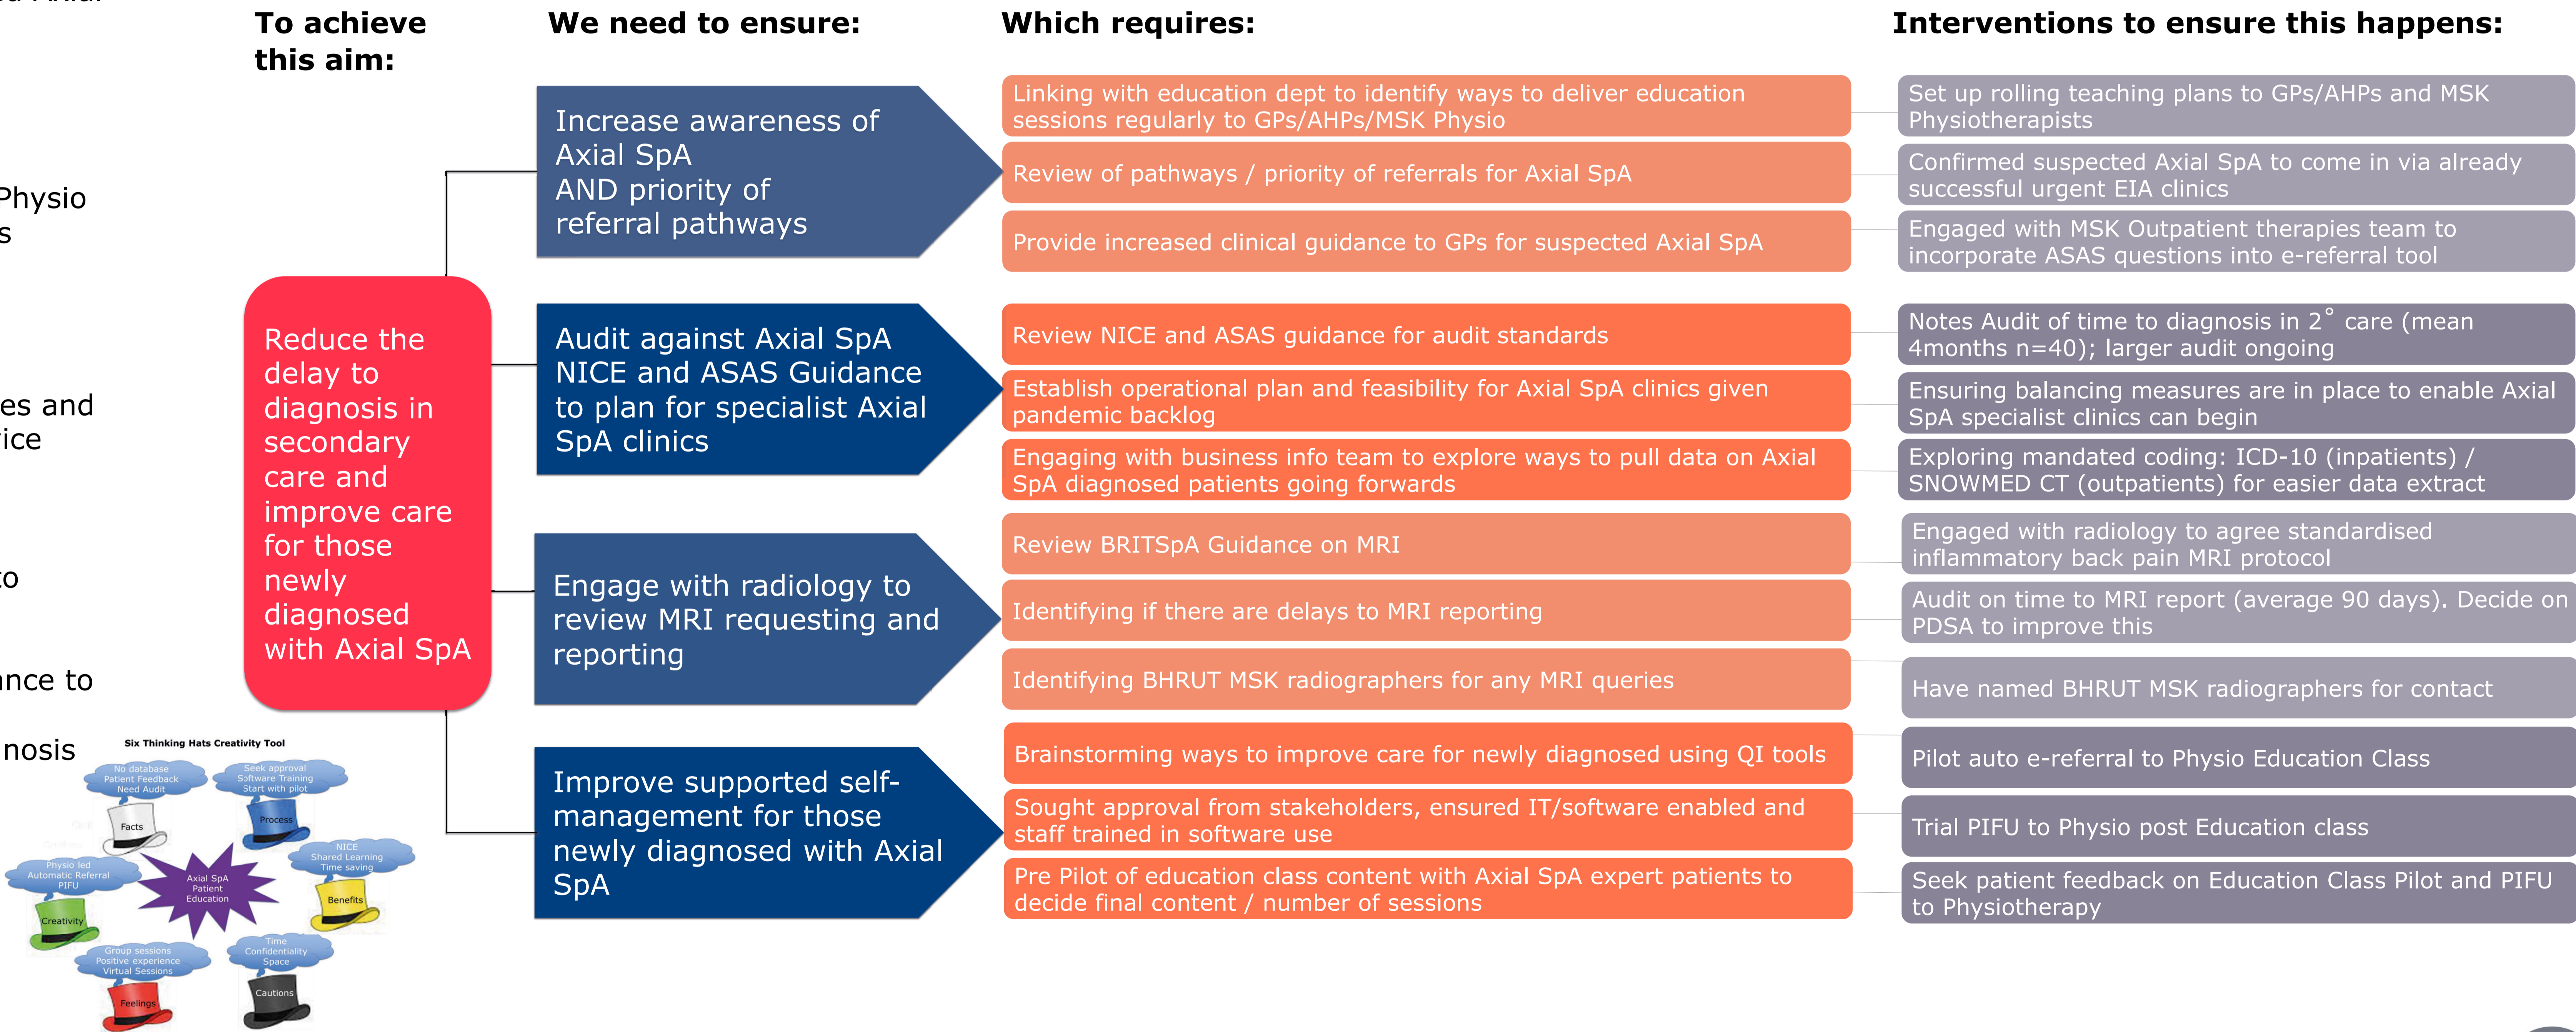 To achieve
this aim:
We need to ensure:
Which requires:
Interventions to ensure this happens:
Physio
s
es and
ice
to
ance to
nosis
Reduce the
delay to
diagnosis in
secondary
care and
improve care
for those
newly
diagnosed
with Axial SpA
Increase awareness of
Axial SpA
AND priority of
referral pathways
Linking with education dept to identify ways to deliver education
sessions regularly to GPs/AHPs/MSK Physio
Set up rolling teaching plans to GPs/AHPs and MSK
Physiotherapists
Review of pathways / priority of referrals for Axial SpA
Confirmed suspected Axial SpA to come in via already
successful urgent EIA clinics
Provide increased clinical guidance to GPs for suspected Axial SpA
Engaged with MSK Outpatient therapies team to
incorporate ASAS questions into e-referral tool
Audit against Axial SpA
NICE and ASAS Guidance
to plan for specialist Axial
SpA clinics
Review NICE and ASAS guidance for audit standards
Notes Audit of time to diagnosis in 2° care (mean
4months n=40); larger audit ongoing
Establish operational plan and feasibility for Axial SpA clinics given
pandemic backlog
Ensuring balancing measures are in place to enable Axial
SpA specialist clinics can begin
Engaging with business info team to explore ways to pull data on Axial
SpA diagnosed patients going forwards
Exploring mandated coding: ICD-10 (inpatients) /
SNOWMED CT (outpatients) for easier data extract
Engage with radiology to
review MRI requesting and
reporting
Review BRITSpA Guidance on MRI
Engaged with radiology to agree standardised
inflammatory back pain MRI protocol
Identifying if there are delays to MRI reporting
Audit on time to MRI report (average 90 days). Decide on
PDSA to improve this
Identifying BHRUT MSK radiographers for any MRI queries
Have named BHRUT MSK radiographers for contact
Improve supported self-
management for those
newly diagnosed with Axial
SpA
Brainstorming ways to improve care for newly diagnosed using QI tools
Pilot auto e-referral to Physio Education Class
Sought approval from stakeholders, ensured IT/software enabled and
staff trained in software use
Trial PIFU to Physio post Education class
Pre Pilot of education class content with Axial SpA expert patients to
decide final content / number of sessions
Seek patient feedback on Education Class Pilot and PIFU
to Physiotherapy
Six Thinking Hats Creativity Tool
No database
Patient Feedback
Need Audit
Facts
Seek approval
Software Training
Start with pilot
Process
NICE
Shared Learning
Time saving
Benefits
Physio led
Automatic Referral
PIFU
Creativity
Axial SpA
Patient
Education
Group sessions
Positive experience
Virtual Sessions
Feelings
Time
Confidentiality
Space
Cautions